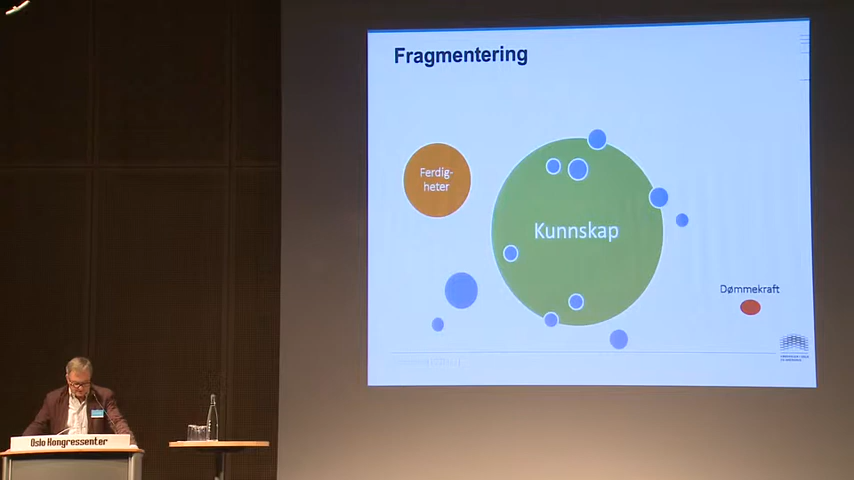 Fragmentering
Ferdig-
heter
Kunnskap
Dømmekraft
Oslo Kongressenter